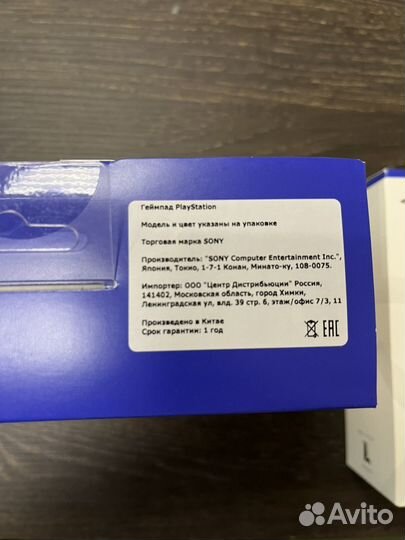 Геймпад PlayStation
Модель и цвет указаны на упаковке
Торговая марка SONY
Производитель: "SONY Computer Entertainment Inc.",
Япония, Токио, 1-7-1 Конан, Минато-ку, 108-0075.
Импортер: ООО "Центр Дистрибьюции" Россия,
141402, Московская область, город Химки,
Ленинградская ул, влд. 39 стр. 6, этаж/офис 7/3, 11
Произведено в Китае
Срок гарантии: 1 год
EAC
Avito